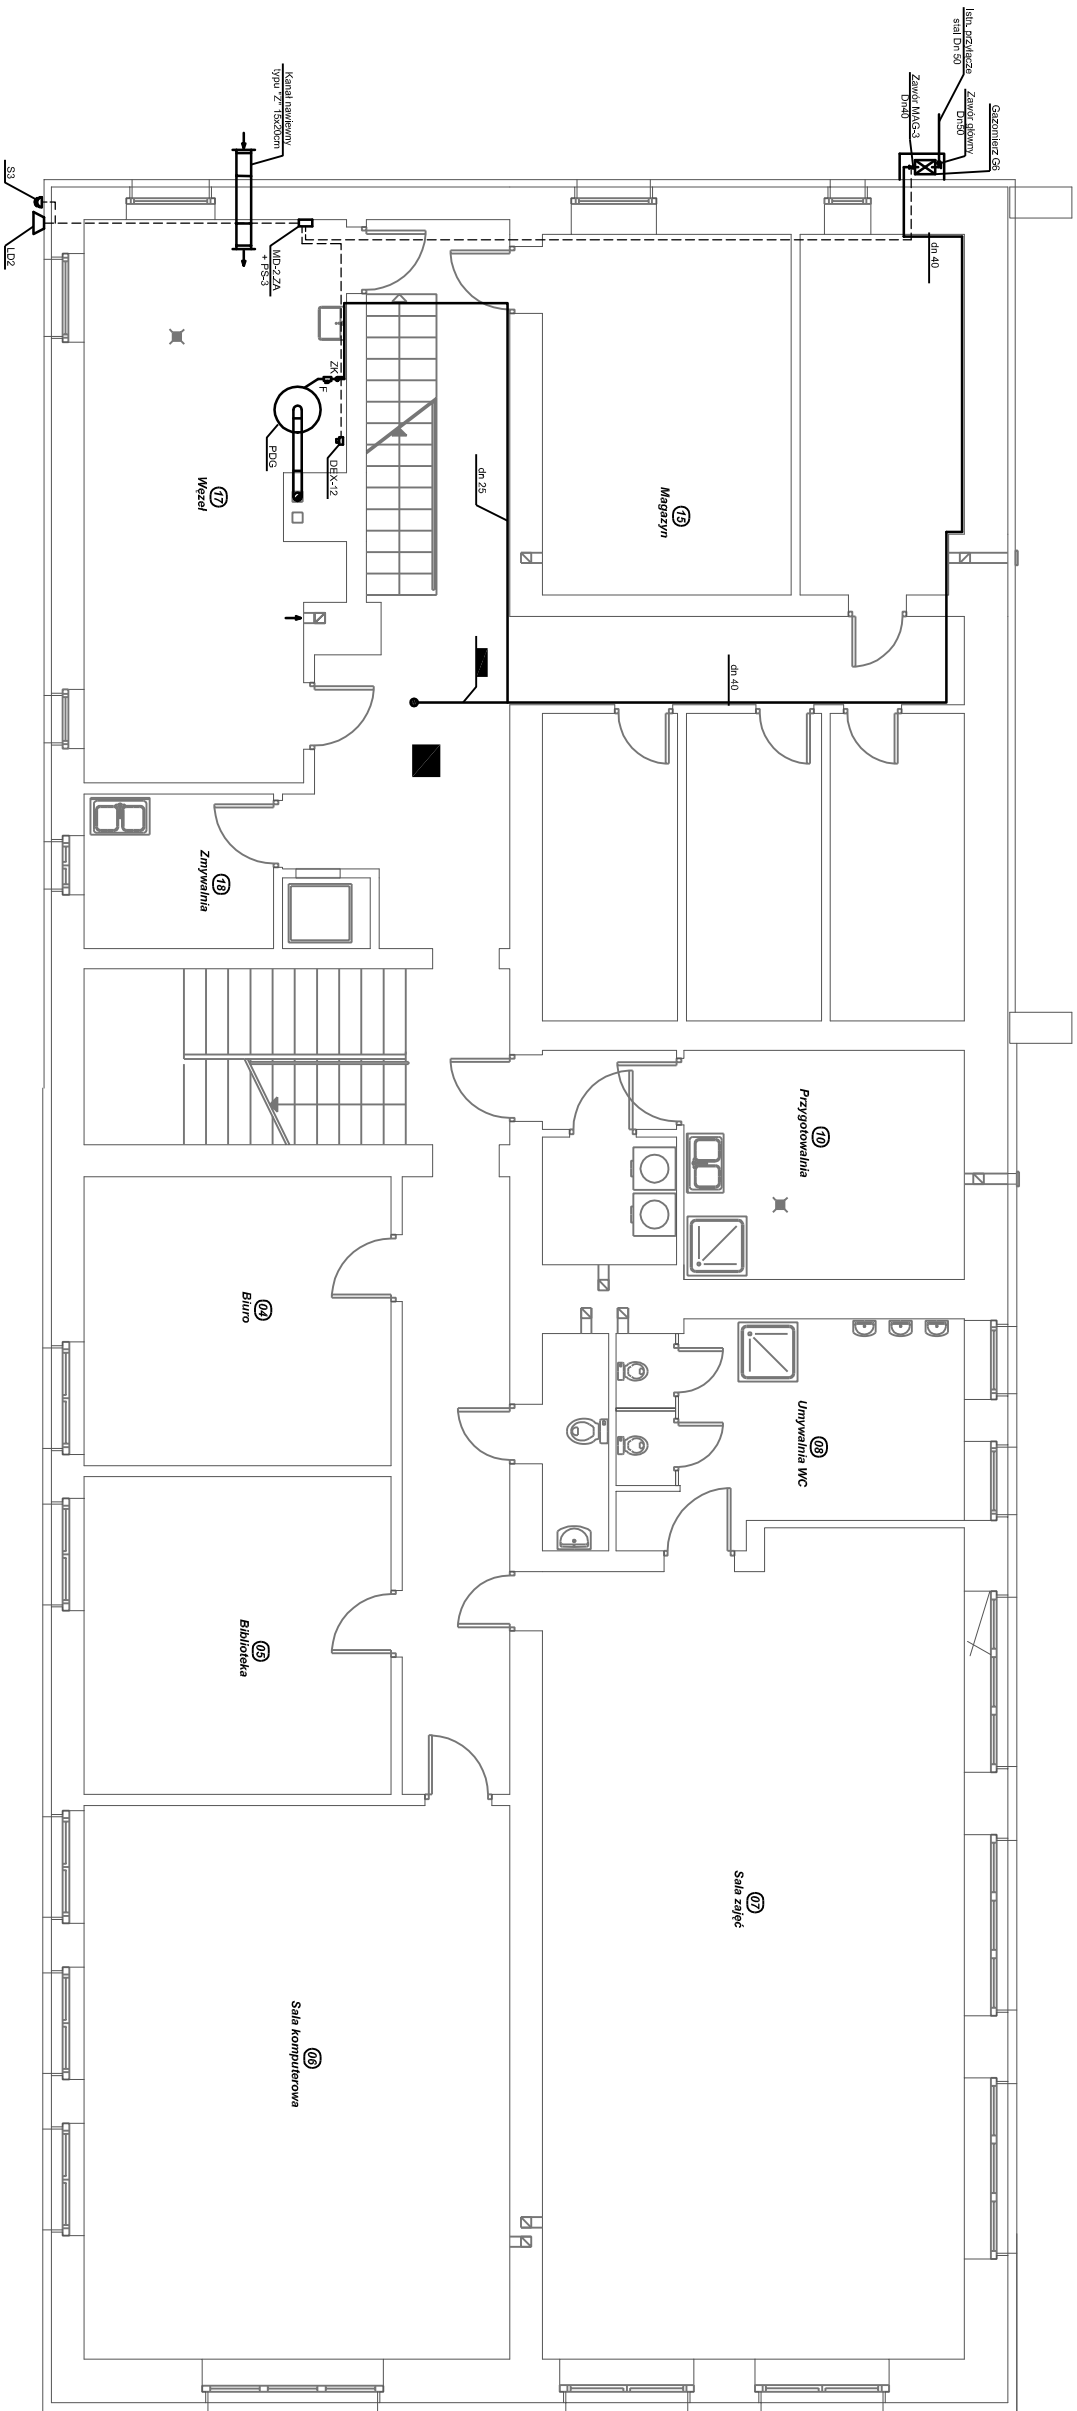 Istn. przyłącze
stal Dn 50
Zawór główny
Dn50
Gazomierz G6
Zawór MAG-3
Dn40
Kanał nawiewny
typu "Z" 15x20cm
S3
LD2
MD-2.ZA
+ PS-3
dn 40
ZK
F
PDG
DEX-12
dn 25
dn 40
15
Magazyn
17
Węzeł
18
Zmywalnia
10
Przygotowalnia
04
Biuro
08
Umywalnia WC
05
Biblioteka
07
Sala zajęć
06
Sala komputerowa